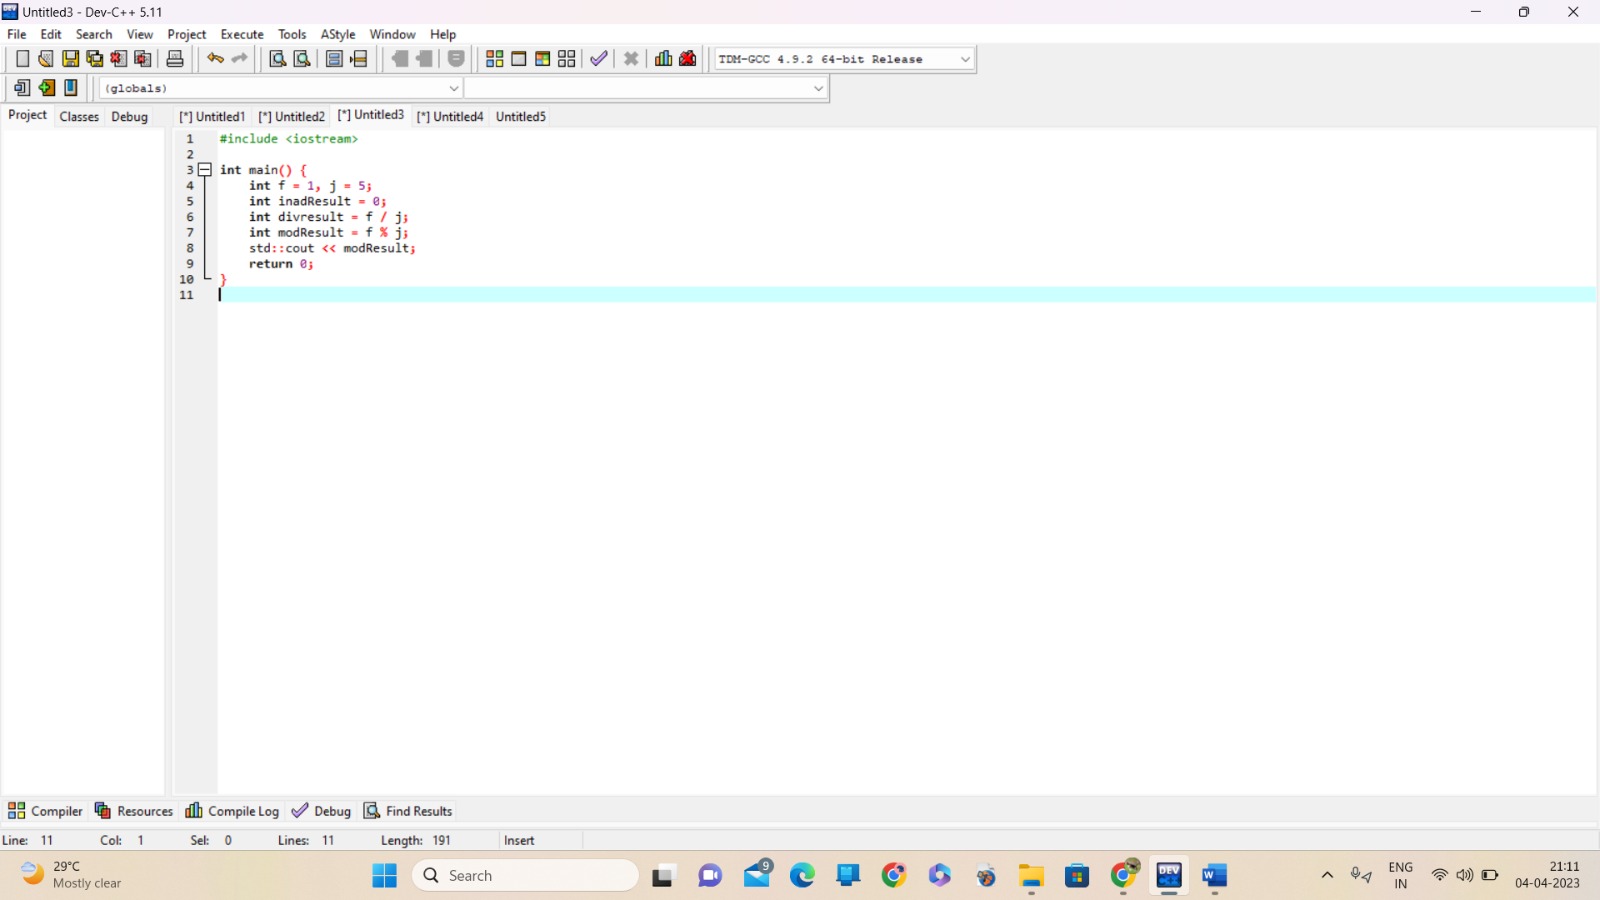 Untitled3 - Dev-C++ 5.11
File Edit Search View Project Execute Tools AStyle Window Help
TDM-GCC 4.9.2 64-bit Release
(globals)
Project Classes Debug [*] Untitled1 [*] Untitled2 [*] Untitled3 [*] Untitled4 Untitled5
1 #include <iostream>
2
3 int main() {
4 int f = 1, j = 5;
5 int inadResult = 0;
6 int divresult = f / j;
7 int modResult = f % j;
8 std::cout << modResult;
9 return 0;
10 }
11
Compiler Resources Compile Log Debug Find Results
Line: 11 Col: 1 Sel: 0 Lines: 11 Length: 191 Insert
29°C
Mostly clear
Search
9
DEV
W
ENG
IN
21:11
04-04-2023